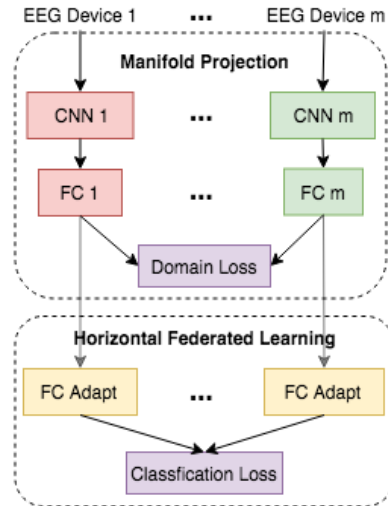 EEG Device 1 ... EEG Device m
Manifold Projection
CNN 1 ... CNN m
FC 1 ... FC m
Domain Loss
Horizontal Federated Learning
FC Adapt ... FC Adapt
Classfication Loss